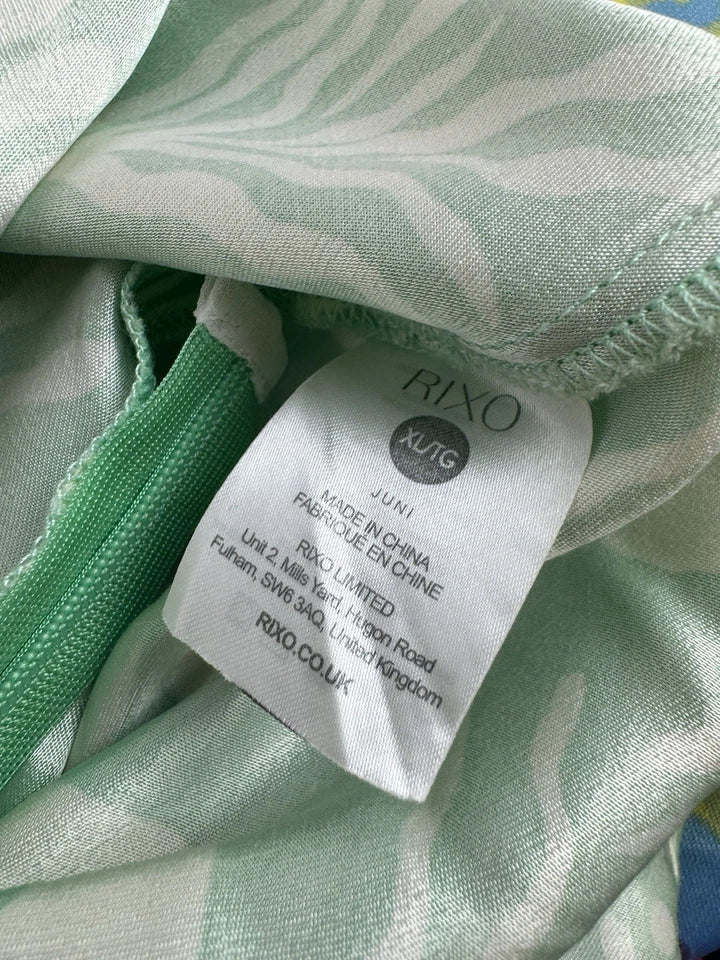 RIXO
XL/TG
JUNI
MADE IN CHINA
FABRIQUE EN CHINE
RIXO LIMITED
Unit 2, Mills Yard, Hugon Road
Fulham, SW6 3AQ, United Kingdom
RIXO.CO.UK